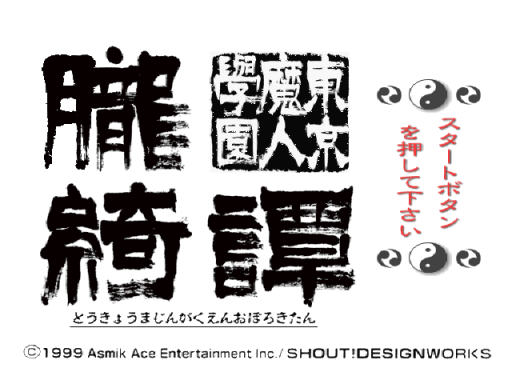 東京
魔人
學園
朧
綺
譚
とうきょうまじんがくえんおぼろきたん
スタートボタン
を押して下さい
©1999 Asmik Ace Entertainment Inc./ SHOUT!DESIGNWORKS